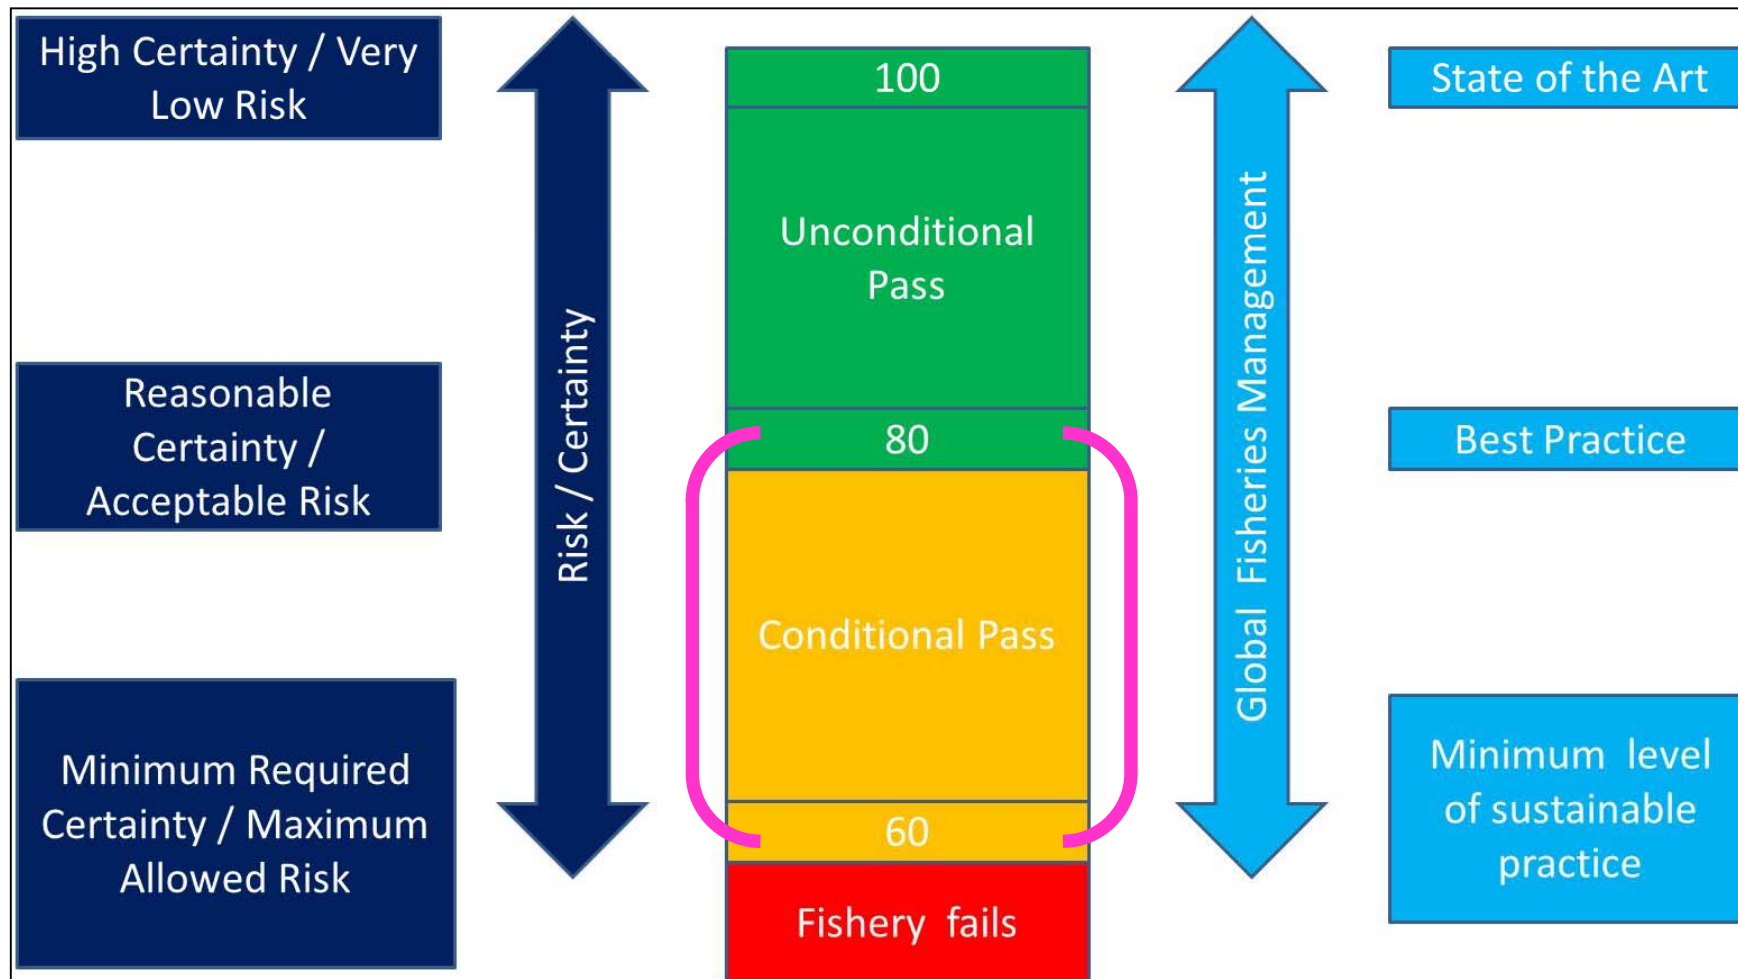 High Certainty / Very
Low Risk
Reasonable
Certainty /
Acceptable Risk
Minimum Required
Certainty / Maximum
Allowed Risk
Risk / Certainty
100
Unconditional
Pass
80
Conditional Pass
60
Fishery fails
Global Fisheries Management
State of the Art
Best Practice
Minimum level
of sustainable
practice